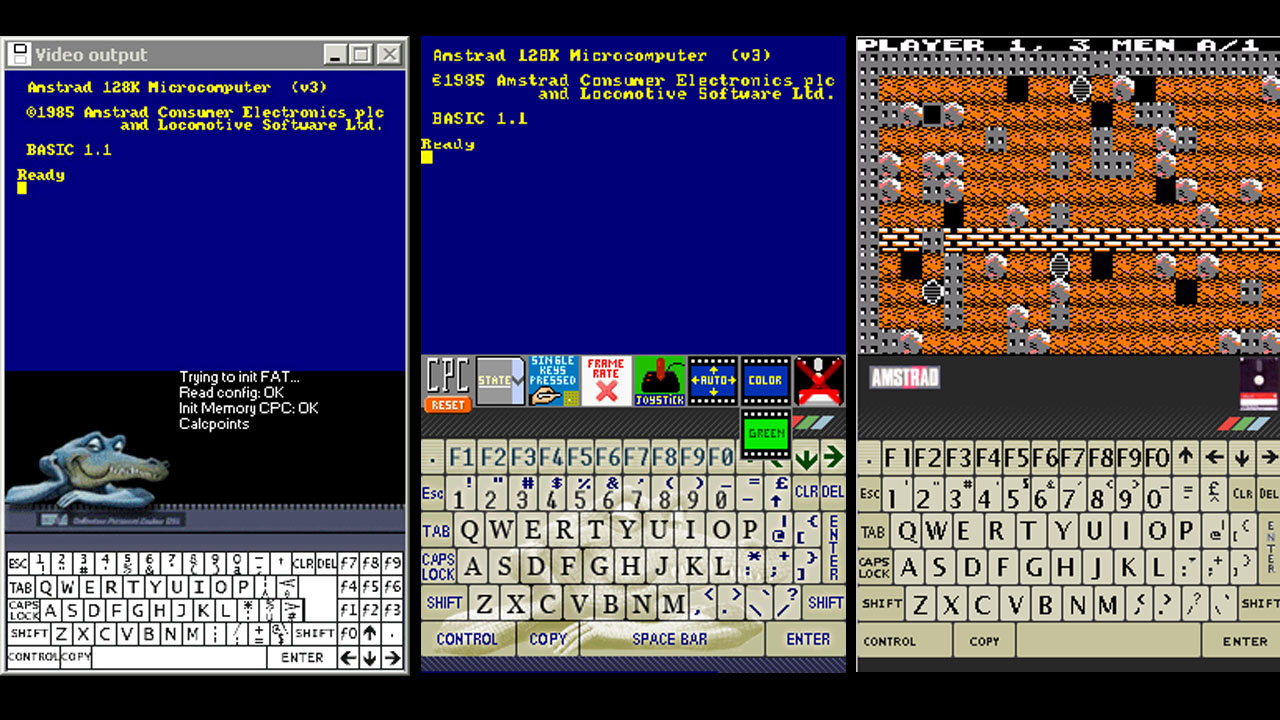 Video output
Amstrad 128K Microcomputer (v3)
©1985 Amstrad Consumer Electronics plc
and Locomotive Software Ltd.
BASIC 1.1
Ready
Trying to init FAT...
Read config: OK
Init Memory CPC: OK
Calcpoints
ESC 1 2 3 4 5 6 7 8 9 0 - ↑ CLR DEL F7 F8 F9
TAB Q W E R T Y U I O P F4 F5 F6
CAPS LOCK A S D F G H J K L F1 F2 F3
SHIFT Z X C V B N M SHIFT F0 ↑ .
CONTROL COPY ENTER ← ↓ →
Amstrad 128K Microcomputer (v3)
©1985 Amstrad Consumer Electronics plc
and Locomotive Software Ltd.
BASIC 1.1
Ready
CPC RESET
STATE
SINGLE KEYS PRESSED
FRAME RATE
JOYSTICK
AUTO
COLOR
GREEN
. F1 F2 F3 F4 F5 F6 F7 F8 F9 F0 ↓ →
Esc 1! 2" 3# 4$ 5% 6& 7' 8( 9) 0 - = £ ↑ CLR DEL
TAB Q W E R T Y U I O P | @ { [ ENTER
CAPS LOCK A S D F G H J K L * : + ; } ]
SHIFT Z X C V B N M < , > . \ ? / SHIFT
CONTROL COPY SPACE BAR ENTER
PLAYER 1, 3 MEN A/1
AMSTRAD
. F1 F2 F3 F4 F5 F6 F7 F8 F9 F0 ↑ ← ↓ →
ESC 1 2 3 4 5 6 7 8 9 0 = £ CLR DEL
TAB Q W E R T Y U I O P @ [ ENTER
CAPS LOCK A S D F G H J K L
SHIFT Z X C V B N M SHIFT
CONTROL COPY ENTER